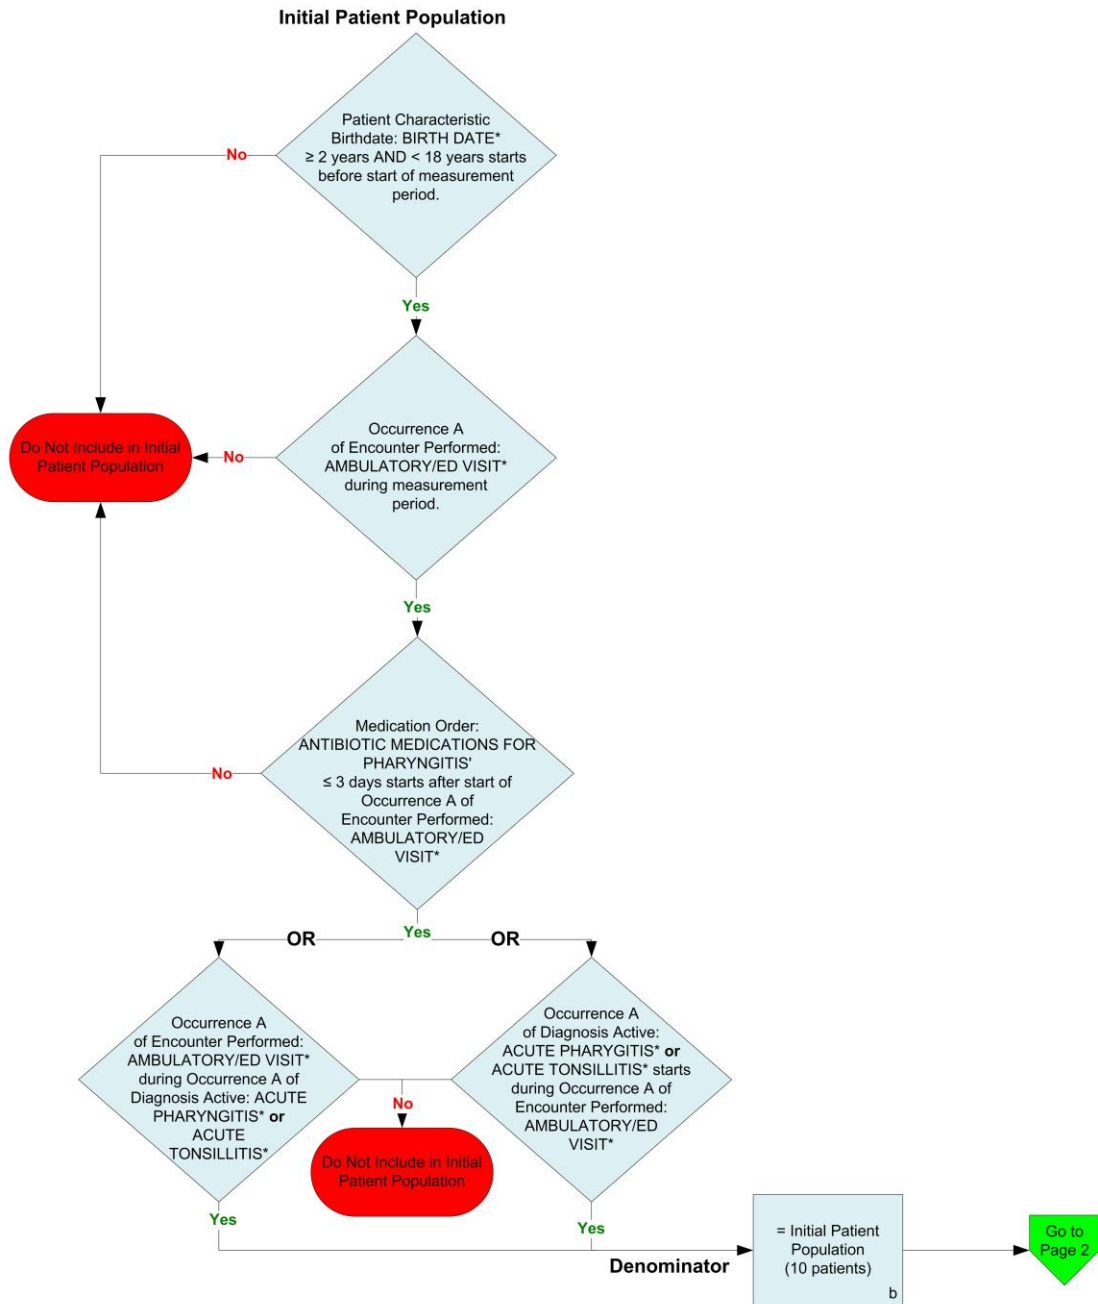 Initial Patient Population
Patient Characteristic
Birthdate: BIRTH DATE*
≥ 2 years AND < 18 years starts
before start of measurement
period.
No
Yes
Occurrence A
of Encounter Performed:
AMBULATORY/ED VISIT*
during measurement
period.
Do Not Include in Initial
Patient Population
No
Yes
Medication Order:
ANTIBIOTIC MEDICATIONS FOR
PHARYNGITIS'
≤ 3 days starts after start of
Occurrence A of
Encounter Performed:
AMBULATORY/ED
VISIT*
No
Yes
OR
OR
Occurrence A
of Encounter Performed:
AMBULATORY/ED VISIT*
during Occurrence A of
Diagnosis Active: ACUTE
PHARYNGITIS* or
ACUTE
TONSILLITIS*
Occurrence A
of Diagnosis Active:
ACUTE PHARYGITIS* or
ACUTE TONSILLITIS* starts
during Occurrence A of
Encounter Performed:
AMBULATORY/ED
VISIT*
No
Do Not Include in Initial
Patient Population
Yes
Yes
Denominator
= Initial Patient
Population
(10 patients)
b
Go to
Page 2